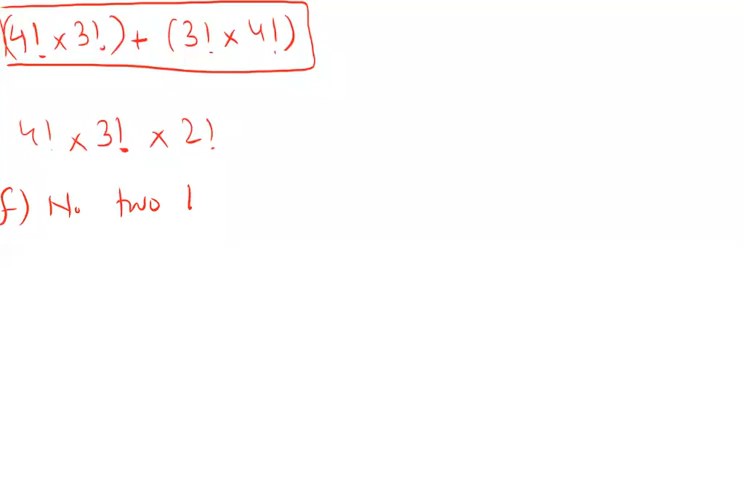 (4! × 3!) + (3! × 4!)
4! × 3! × 2!
f) No two